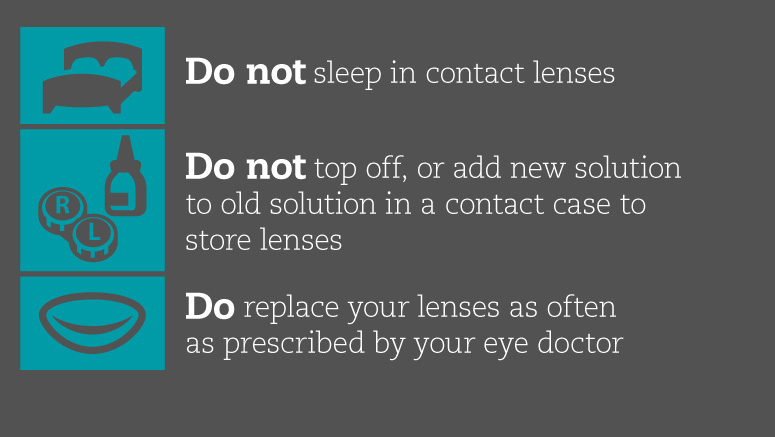 Do not sleep in contact lenses
R
L
Do not top off, or add new solution
to old solution in a contact case to
store lenses
Do replace your lenses as often
as prescribed by your eye doctor